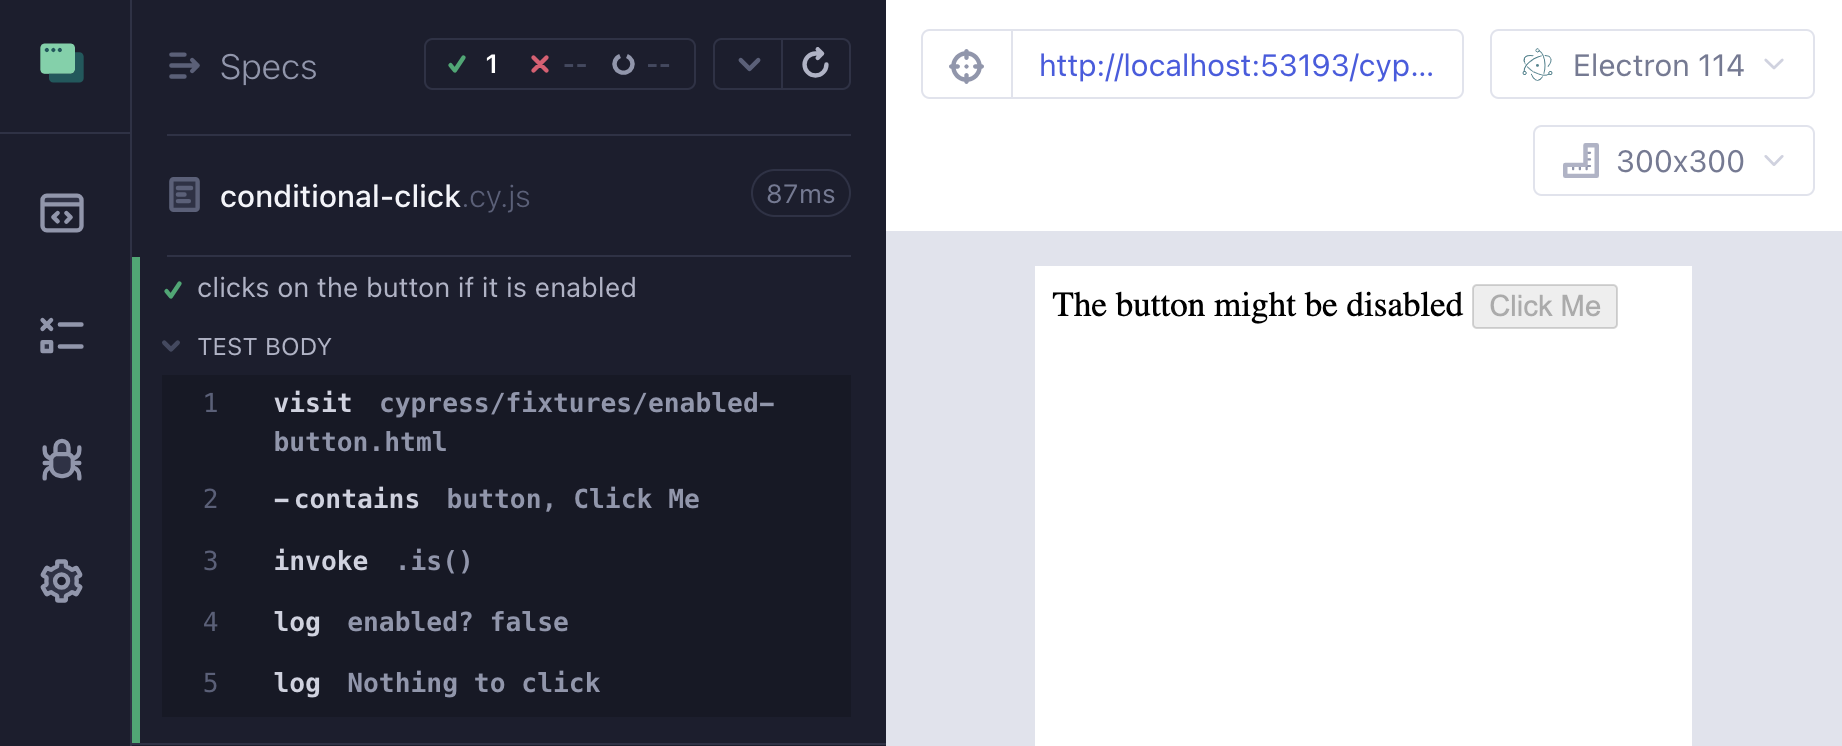 Specs
1
--
--
conditional-click.cy.js
87ms
clicks on the button if it is enabled
TEST BODY
1 visit cypress/fixtures/enabled-
button.html
2 -contains button, Click Me
3 invoke .is()
4 log enabled? false
5 log Nothing to click
http://localhost:53193/cyp...
Electron 114
300x300
The button might be disabled Click Me